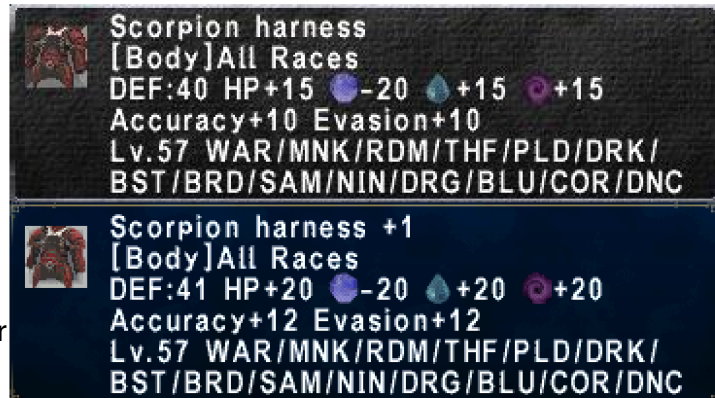 Scorpion harness
[Body]All Races
DEF:40 HP+15 -20 +15 +15
Accuracy+10 Evasion+10
Lv.57 WAR/MNK/RDM/THF/PLD/DRK/
BST/BRD/SAM/NIN/DRG/BLU/COR/DNC
Scorpion harness +1
[Body]All Races
DEF:41 HP+20 -20 +20 +20
r
Accuracy+12 Evasion+12
Lv.57 WAR/MNK/RDM/THF/PLD/DRK/
BST/BRD/SAM/NIN/DRG/BLU/COR/DNC